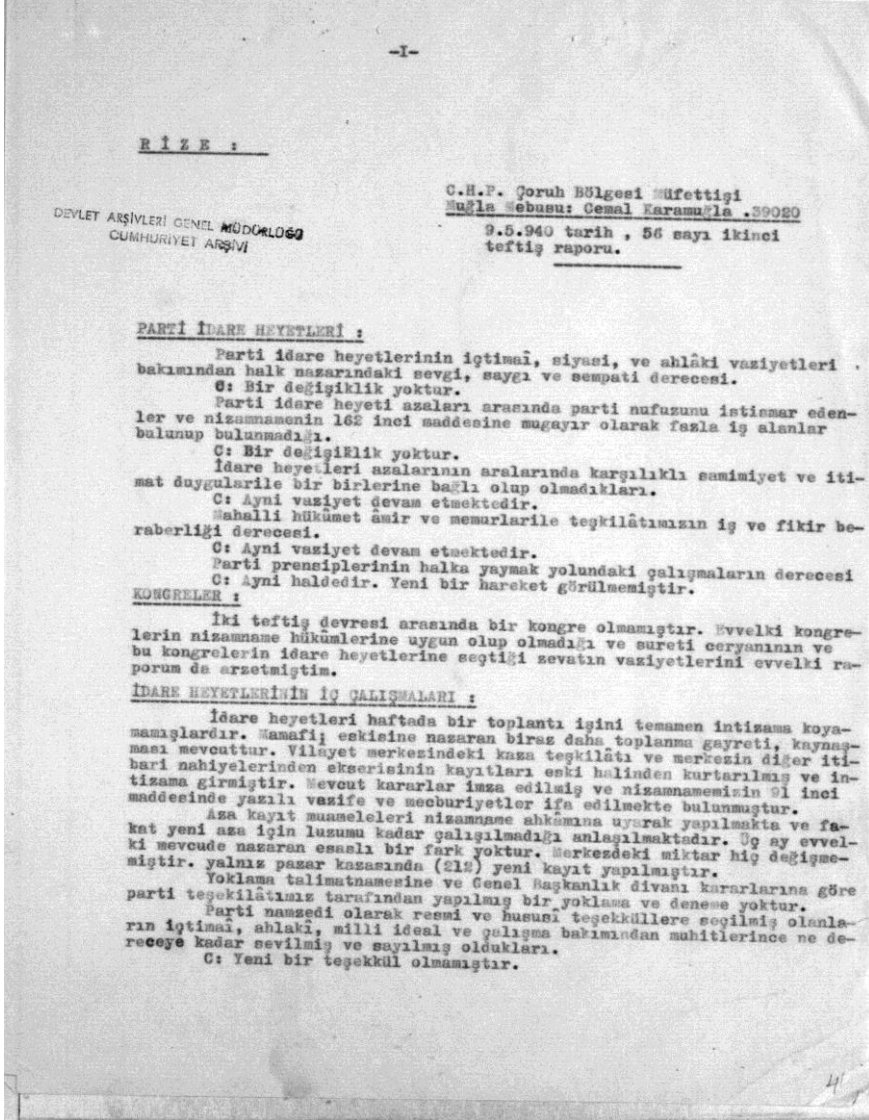 -I-
RİZE :
C.H.P. Çoruh Bölgesi Müfettişi
Muğla Mebusu: Cemal Karamuğla .39020
DEVLET ARŞİVLERİ GENEL MÜDÜRLÜĞÜ
CUMHURİYET ARŞİVİ
9.5.940 tarih , 56 sayı ikinci
teftiş raporu.
PARTİ İDARE HEYETLERİ :
Parti idare heyetlerinin içtimaî, siyasi, ve ahlâki vaziyetleri
bakımından halk nazarındaki sevgi, saygı ve sempati derecesi.
C: Bir değişiklik yoktur.
Parti idare heyeti azaları arasında parti nufuzunu istismar eden-
ler ve nizamnamenin 162 inci maddesine mugayır olarak fazla iş alanlar
bulunup bulunmadığı.
C: Bir değişiklik yoktur.
İdare heyetleri azalarının aralarında karşılıklı samimiyet ve iti-
mat duygularile bir birlerine bağlı olup olmadıkları.
C: Ayni vaziyet devam etmektedir.
Mahalli hükûmet âmir ve memurlarile teşkilâtımızın iş ve fikir be-
raberliği derecesi.
C: Ayni vaziyet devam etmektedir.
Parti prensiplerinin halka yaymak yolundaki çalışmaların derecesi
C: Ayni haldedir. Yeni bir hareket görülmemiştir.
KONGRELER :
İki teftiş devresi arasında bir kongre olmamıştır. Evvelki kongre-
lerin nizamname hükûmlerine uygun olup olmadığı ve sureti ceryanının ve
bu kongrelerin idare heyetlerine seçtiği zevatın vaziyetlerini evvelki ra-
porum da arzetmiştim.
İDARE HEYETLERİNİN İÇ ÇALIŞMALARI :
İdare heyetleri haftada bir toplantı işini temamen intizama koya-
mamışlardır. Mamafi; eskisine nazaran biraz daha toplanma gayreti, kaynaş-
ması mevcuttur. Vilâyet merkezindeki kaza teşkilâtı ve merkezin diğer iti-
bari nahiyelerinden ekserisinin kayıtları eski halinden kurtarılmış ve in-
tizama girmiştir. Mevcut kararlar imza edilmiş ve nizamnamemizin 91 inci
maddesinde yazılı vazife ve mecburiyetler ifa edilmekte bulunmuştur.
Aza kayıt muameleleri nizamname ahkâmına uyarak yapılmakta ve fa-
kat yeni aza için luzumu kadar çalışılmadığı anlaşılmaktadır. Üç ay evvel-
ki mevcude nazaran esaslı bir fark yoktur. Merkezdeki miktar hiç değişme-
miştir. yalnız pazar kazasında (212) yeni kayıt yapılmıştır.
Yoklama talimatnamesine ve Genel Başkanlık divanı kararlarına göre
parti teşekilâtımız tarafından yapılmış bir yoklama ve deneme yoktur.
Parti namzedi olarak resmi ve hususî teşekküllere seçilmiş olanla-
rın içtimaî, ahlakî, milli ideal ve çalışma bakımından muhitlerince ne de-
receye kadar sevilmiş ve sayılmış oldukları.
C: Yeni bir teşekkül olmamıştır.
4